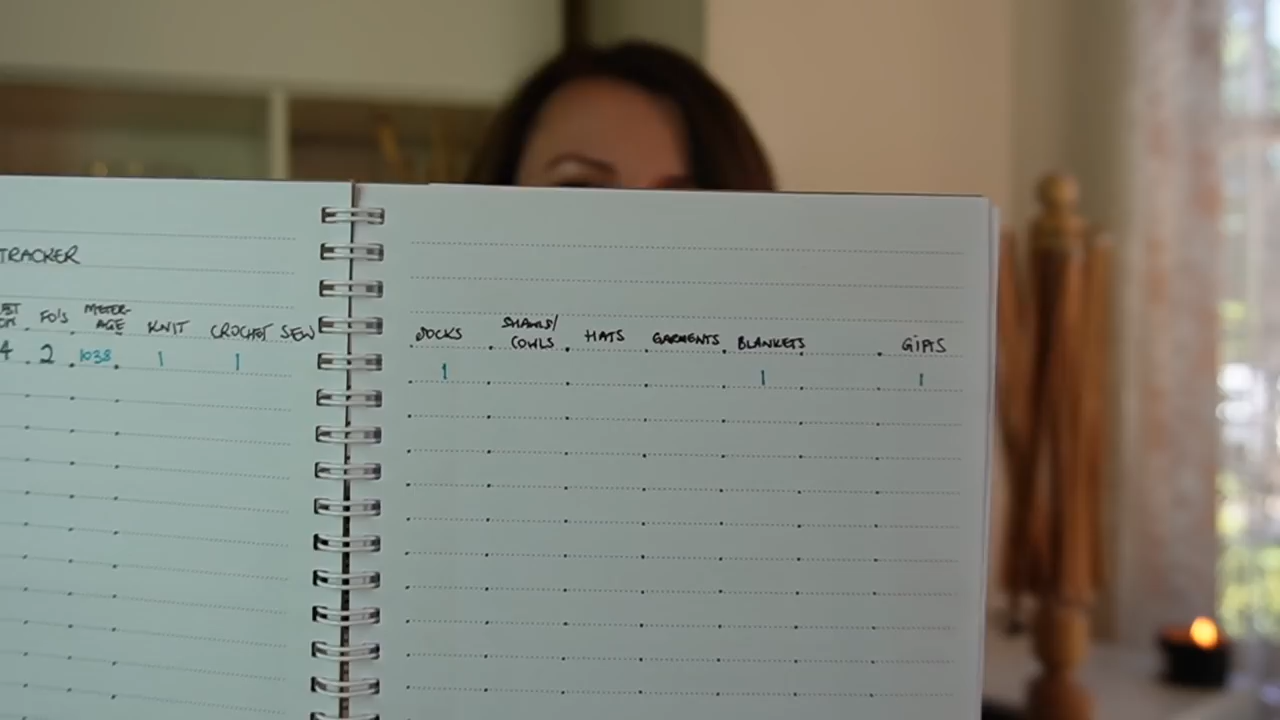 TRACKER
FO'S METER-AGE KNIT CROCHET SEW
4 2 1038 1 1
SOCKS SHAWLS/COWLS HATS GARMENTS BLANKETS GIFTS
1 1 1